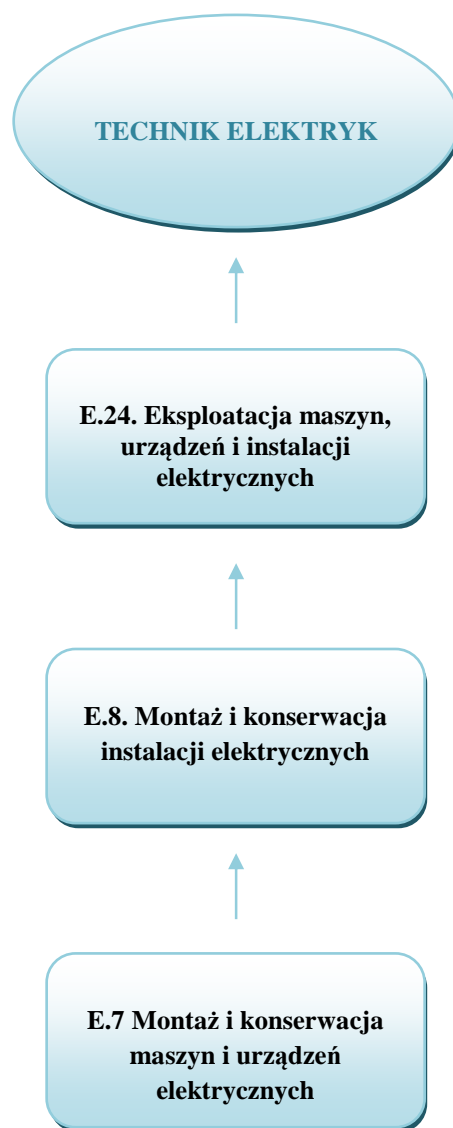 TECHNIK ELEKTRYK
E.24. Eksploatacja maszyn,
urządzeń i instalacji
elektrycznych
E.8. Montaż i konserwacja
instalacji elektrycznych
E.7 Montaż i konserwacja
maszyn i urządzeń
elektrycznych